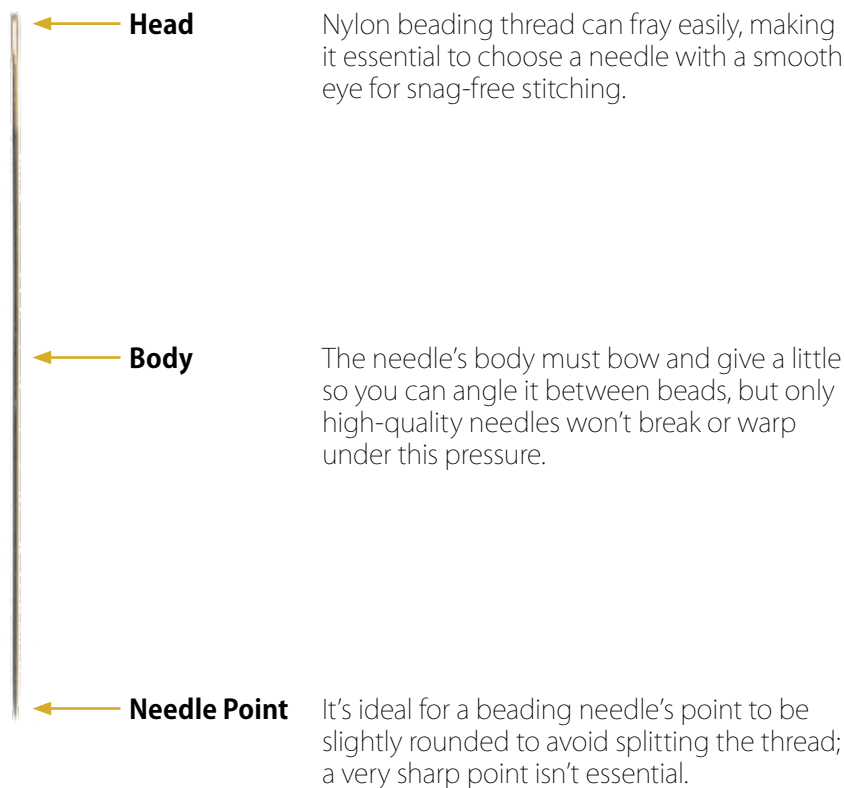 Head
Nylon beading thread can fray easily, making
it essential to choose a needle with a smooth
eye for snag-free stitching.
Body
The needle’s body must bow and give a little
so you can angle it between beads, but only
high-quality needles won’t break or warp
under this pressure.
Needle Point
It’s ideal for a beading needle’s point to be
slightly rounded to avoid splitting the thread;
a very sharp point isn’t essential.